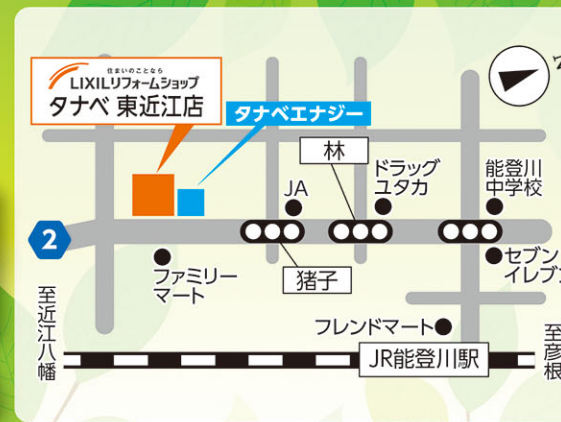 住まいのことなら
LIXILリフォームショップ
タナベ 東近江店
タナベエナジー
林
JA
ドラッグ
ユタカ
能登川
中学校
2
ファミリー
マート
猪子
セブン
イレブン
至近江八幡
フレンドマート
JR能登川駅
至彦根